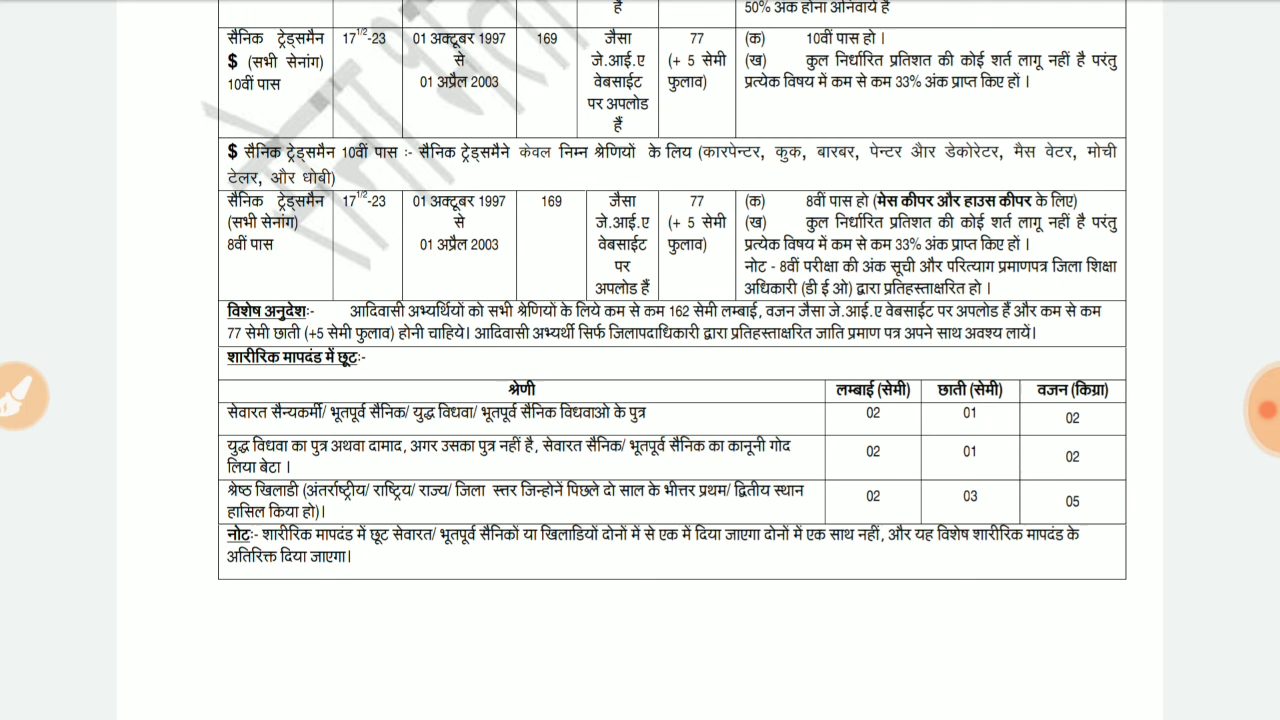 है
50% अंक होना अनिवार्य है
सैनिक ट्रेड्समैन
$ (सभी सेनांग)
10वीं पास
17 1/2-23
01 अक्टूबर 1997
से
01 अप्रैल 2003
169
जैसा
जे.आई.ए
वेबसाईट
पर अपलोड
हैं
77
(+ 5 सेमी
फुलाव)
(क) 10वीं पास हो ।
(ख) कुल निर्धारित प्रतिशत की कोई शर्त लागू नहीं है परंतु
प्रत्येक विषय में कम से कम 33% अंक प्राप्त किए हों ।
$ सैनिक ट्रेड्समैन 10वीं पास :- सैनिक ट्रेड्समैने केवल निम्न श्रेणियों के लिय (कारपेन्टर, कुक, बारबर, पेन्टर और डेकोरेटर, मैस वेटर, मोची
टेलर, और धोबी)
सैनिक ट्रेड्समैन
(सभी सेनांग)
8वीं पास
17 1/2-23
01 अक्टूबर 1997
से
01 अप्रैल 2003
169
जैसा
जे.आई.ए
वेबसाईट
पर
अपलोड हैं
77
(+ 5 सेमी
फुलाव)
(क) 8वीं पास हो (मेस कीपर और हाउस कीपर के लिए)
(ख) कुल निर्धारित प्रतिशत की कोई शर्त लागू नहीं है परंतु
प्रत्येक विषय में कम से कम 33% अंक प्राप्त किए हों ।
नोट - 8वीं परीक्षा की अंक सूची और परित्याग प्रमाणपत्र जिला शिक्षा
अधिकारी (डी ई ओ) द्वारा प्रतिहस्ताक्षरित हो ।
विशेष अनुदेशः- आदिवासी अभ्यर्थियों को सभी श्रेणियों के लिये कम से कम 162 सेमी लम्बाई, वजन जैसा जे.आई.ए वेबसाईट पर अपलोड हैं और कम से कम
77 सेमी छाती (+5 सेमी फुलाव) होनी चाहिये। आदिवासी अभ्यर्थी सिर्फ जिलापदाधिकारी द्वारा प्रतिहस्ताक्षरित जाति प्रमाण पत्र अपने साथ अवश्य लायें।
शारीरिक मापदंड में छूटः-
श्रेणी लम्बाई (सेमी) छाती (सेमी) वजन (किग्रा)
सेवारत सैन्यकर्मी/ भूतपूर्व सैनिक/ युद्ध विधवा/ भूतपूर्व सैनिक विधवाओ के पुत्र 02 01 02
युद्ध विधवा का पुत्र अथवा दामाद, अगर उसका पुत्र नहीं है, सेवारत सैनिक/ भूतपूर्व सैनिक का कानूनी गोद
लिया बेटा । 02 01 02
श्रेष्ठ खिलाडी (अंतर्राष्ट्रीय/ राष्ट्रिय/ राज्य/ जिला स्तर जिन्होनें पिछले दो साल के भीत्तर प्रथम/ द्वितीय स्थान
हासिल किया हो)। 02 03 05
नोटः- शारीरिक मापदंड में छूट सेवारत/ भूतपूर्व सैनिकों या खिलाडियों दोनों में से एक में दिया जाएगा दोनों में एक साथ नहीं, और यह विशेष शारीरिक मापदंड के
अतिरिक्त दिया जाएगा।